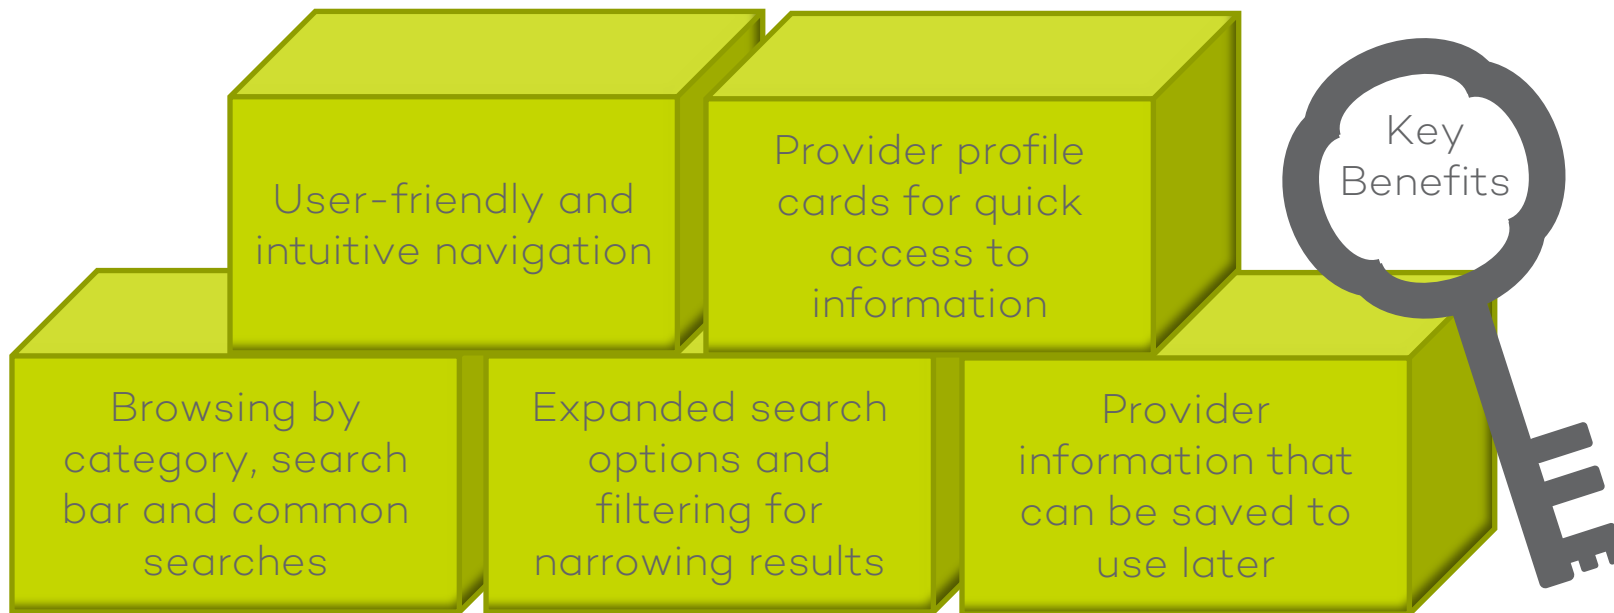 User-friendly and
intuitive navigation
Provider profile
cards for quick
access to
information
Key
Benefits
Browsing by
category, search
bar and common
searches
Expanded search
options and
filtering for
narrowing results
Provider
information that
can be saved to
use later